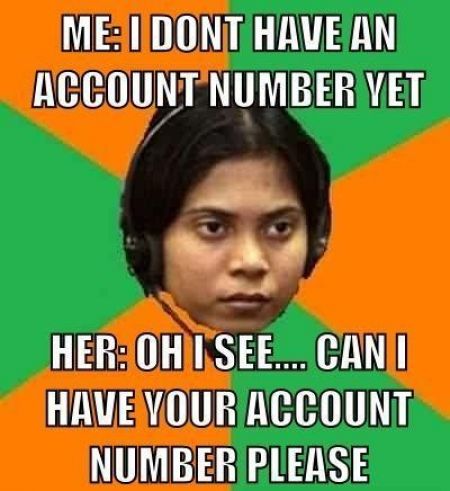 ME: I DONT HAVE AN
ACCOUNT NUMBER YET
HER: OH I SEE.... CAN I
HAVE YOUR ACCOUNT
NUMBER PLEASE